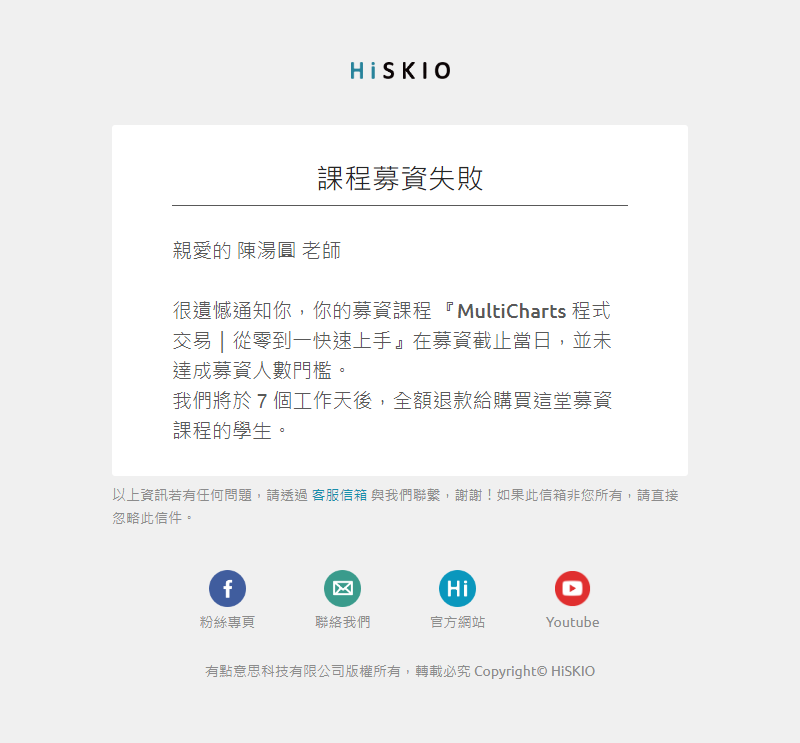 HiSKIO
課程募資失敗
親愛的 陳湯圓 老師
很遺憾通知你，你的募資課程 『MultiCharts 程式
交易｜從零到一快速上手』在募資截止當日，並未
達成募資人數門檻。
我們將於 7 個工作天後，全額退款給購買這堂募資
課程的學生。
以上資訊若有任何問題，請透過 客服信箱 與我們聯繫，謝謝！如果此信箱非您所有，請直接
忽略此信件。
f
Hi
粉絲專頁
聯絡我們
官方網站
Youtube
有點意思科技有限公司版權所有，轉載必究 Copyright© HiSKIO